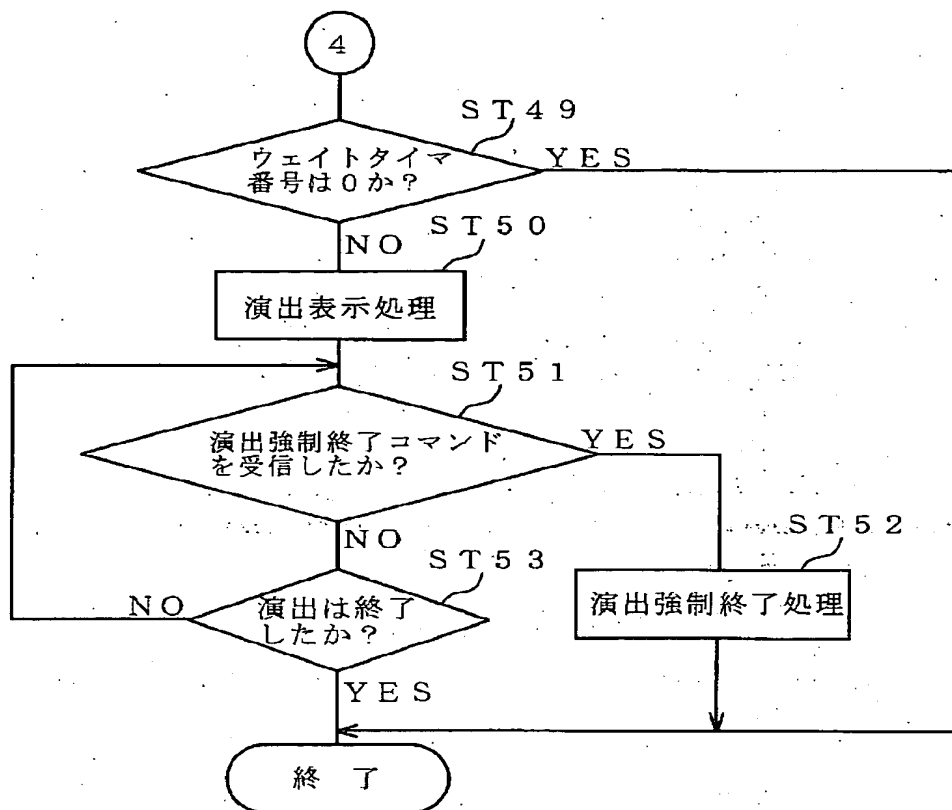 4
ST49
ウェイトタイマ
番号は0か?
YES
NO
ST50
演出表示処理
ST51
演出強制終了コマンド
を受信したか?
YES
NO
ST52
演出強制終了処理
ST53
演出は終了
したか?
NO
YES
終 了